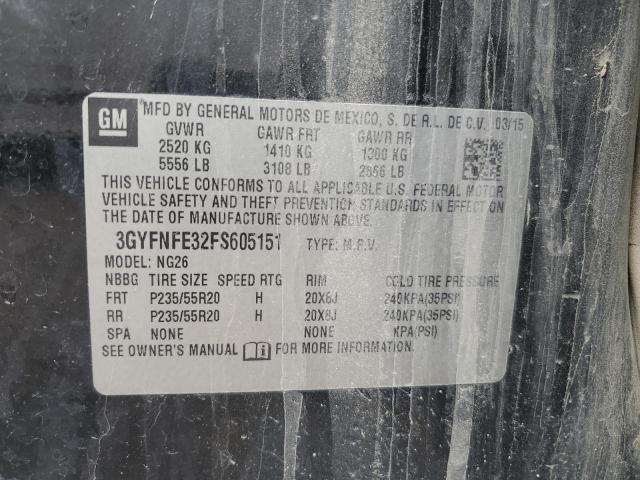 GM MFD BY GENERAL MOTORS DE MEXICO, S. DE R.L. DE C.V. 03/15
GVWR GAWR FRT GAWR RR
2520 KG 1410 KG 1300 KG
5556 LB 3108 LB 2866 LB
THIS VEHICLE CONFORMS TO ALL APPLICABLE U.S. FEDERAL MOTOR
VEHICLE SAFETY AND THEFT PREVENTION STANDARDS IN EFFECT ON
THE DATE OF MANUFACTURE SHOWN ABOVE.
3GYFNFE32FS605151 TYPE: M.P.V.
MODEL: NG26
NBBG TIRE SIZE SPEED RTG RIM COLD TIRE PRESSURE
FRT P235/55R20 H 20X8J 240KPA(35PSI)
RR P235/55R20 H 20X8J 240KPA(35PSI)
SPA NONE NONE KPA(PSI)
SEE OWNER'S MANUAL FOR MORE INFORMATION.